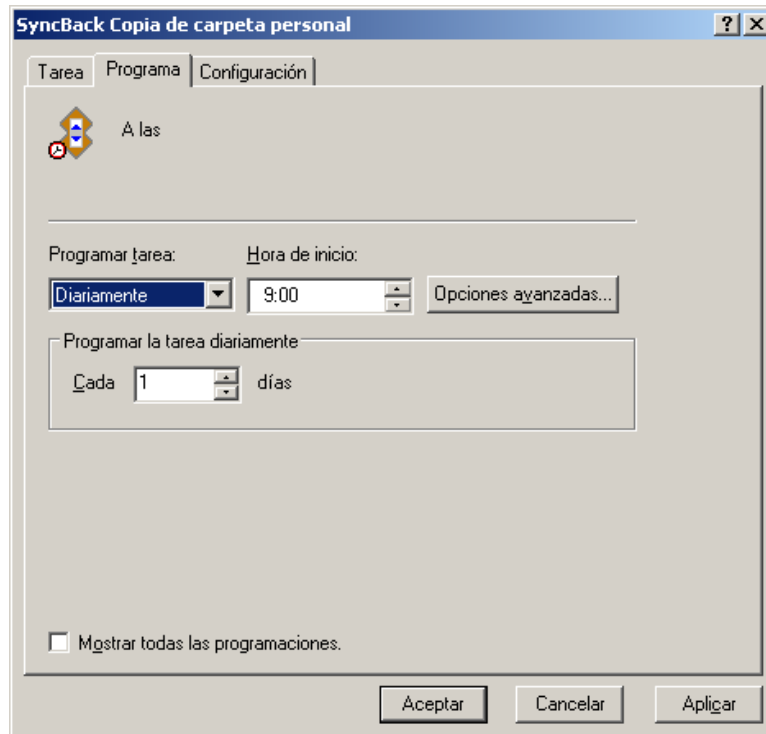 SyncBack Copia de carpeta personal
Tarea Programa Configuración
A las
Programar tarea: Hora de inicio:
Diariamente 9:00 Opciones avanzadas...
Programar la tarea diariamente
Cada 1 días
Mostrar todas las programaciones.
Aceptar Cancelar Aplicar